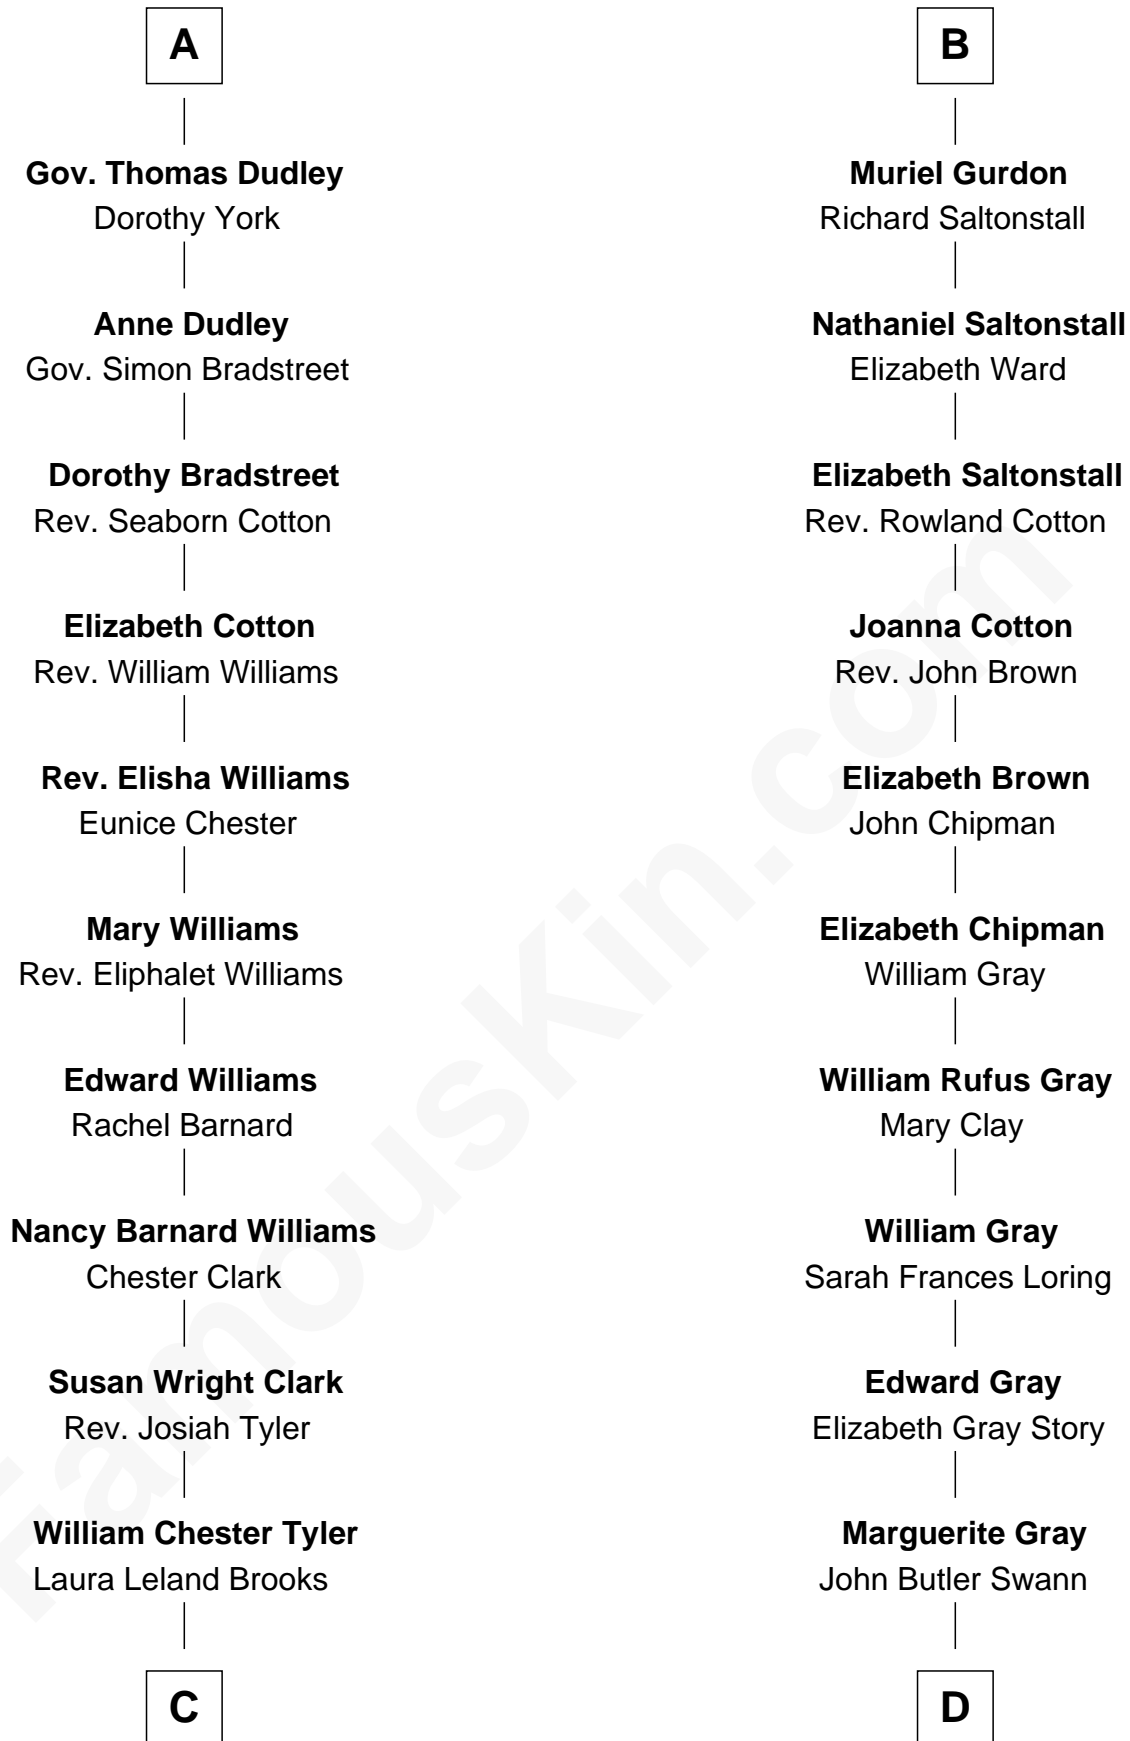 A
Gov. Thomas Dudley
Dorothy York
Anne Dudley
Gov. Simon Bradstreet
Dorothy Bradstreet
Rev. Seaborn Cotton
Elizabeth Cotton
Rev. William Williams
Rev. Elisha Williams
Eunice Chester
Mary Williams
Rev. Eliphalet Williams
Edward Williams
Rachel Barnard
Nancy Barnard Williams
Chester Clark
Susan Wright Clark
Rev. Josiah Tyler
William Chester Tyler
Laura Leland Brooks
C
B
Muriel Gurdon
Richard Saltonstall
Nathaniel Saltonstall
Elizabeth Ward
Elizabeth Saltonstall
Rev. Rowland Cotton
Joanna Cotton
Rev. John Brown
Elizabeth Brown
John Chipman
Elizabeth Chipman
William Gray
William Rufus Gray
Mary Clay
William Gray
Sarah Frances Loring
Edward Gray
Elizabeth Gray Story
Marguerite Gray
John Butler Swann
D
FamousKin.com